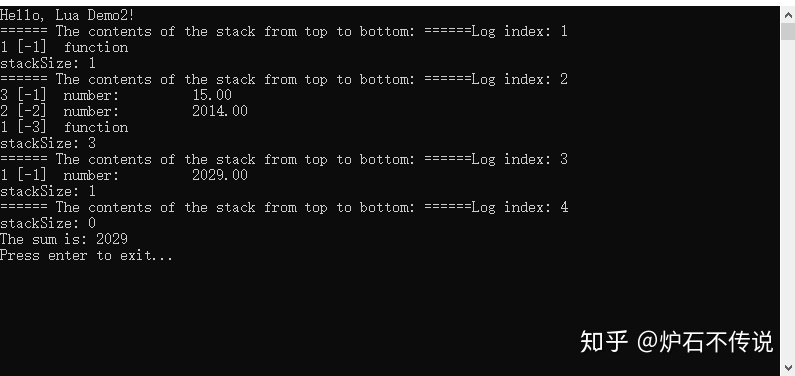 Hello, Lua Demo2!
====== The contents of the stack from top to bottom: ======Log index: 1
1 [-1]  function
stackSize: 1
====== The contents of the stack from top to bottom: ======Log index: 2
3 [-1]  number:         15.00
2 [-2]  number:         2014.00
1 [-3]  function
stackSize: 3
====== The contents of the stack from top to bottom: ======Log index: 3
1 [-1]  number:         2029.00
stackSize: 1
====== The contents of the stack from top to bottom: ======Log index: 4
stackSize: 0
The sum is: 2029
Press enter to exit...
知乎 @炉石不传说